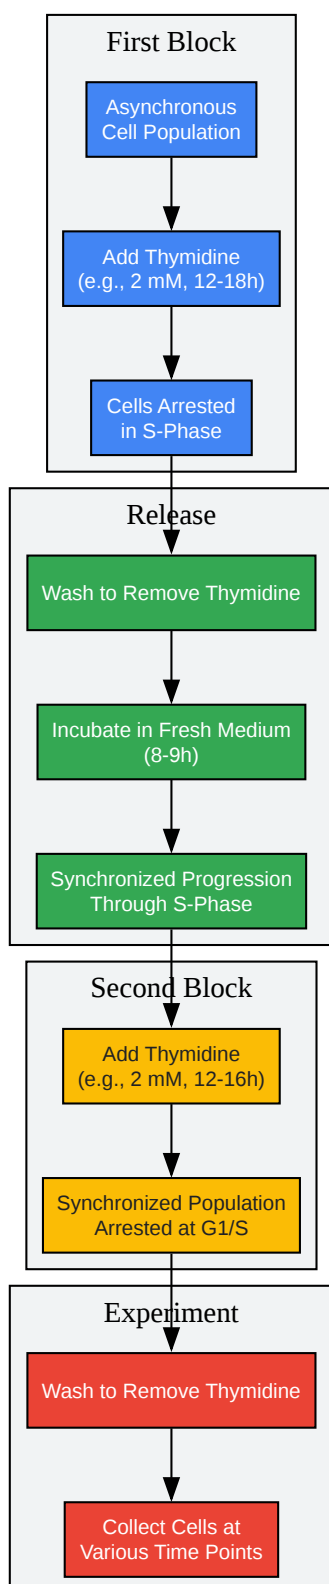 First Block
Asynchronous
Cell Population
Add Thymidine
(e.g., 2 mM, 12-18h)
Cells Arrested
in S-Phase
Release
Wash to Remove Thymidine
Incubate in Fresh Medium
(8-9h)
Synchronized Progression
Through S-Phase
Second Block
Add Thymidine
(e.g., 2 mM, 12-16h)
Synchronized Population
Arrested at G1/S
Experiment
Wash to Remove Thymidine
Collect Cells at
Various Time Points